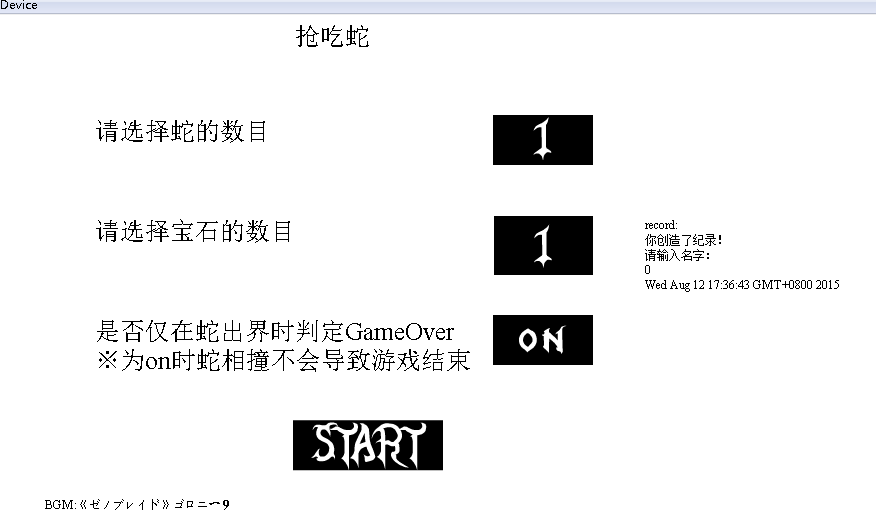 Device
抢吃蛇
请选择蛇的数目
1
请选择宝石的数目
1
record:
你创造了纪录!
请输入名字:
0
Wed Aug 12 17:36:43 GMT+0800 2015
是否仅在蛇出界时判定GameOver
※为on时蛇相撞不会导致游戏结束
ON
START
BGM:《ゼノブレイド》コロニー9